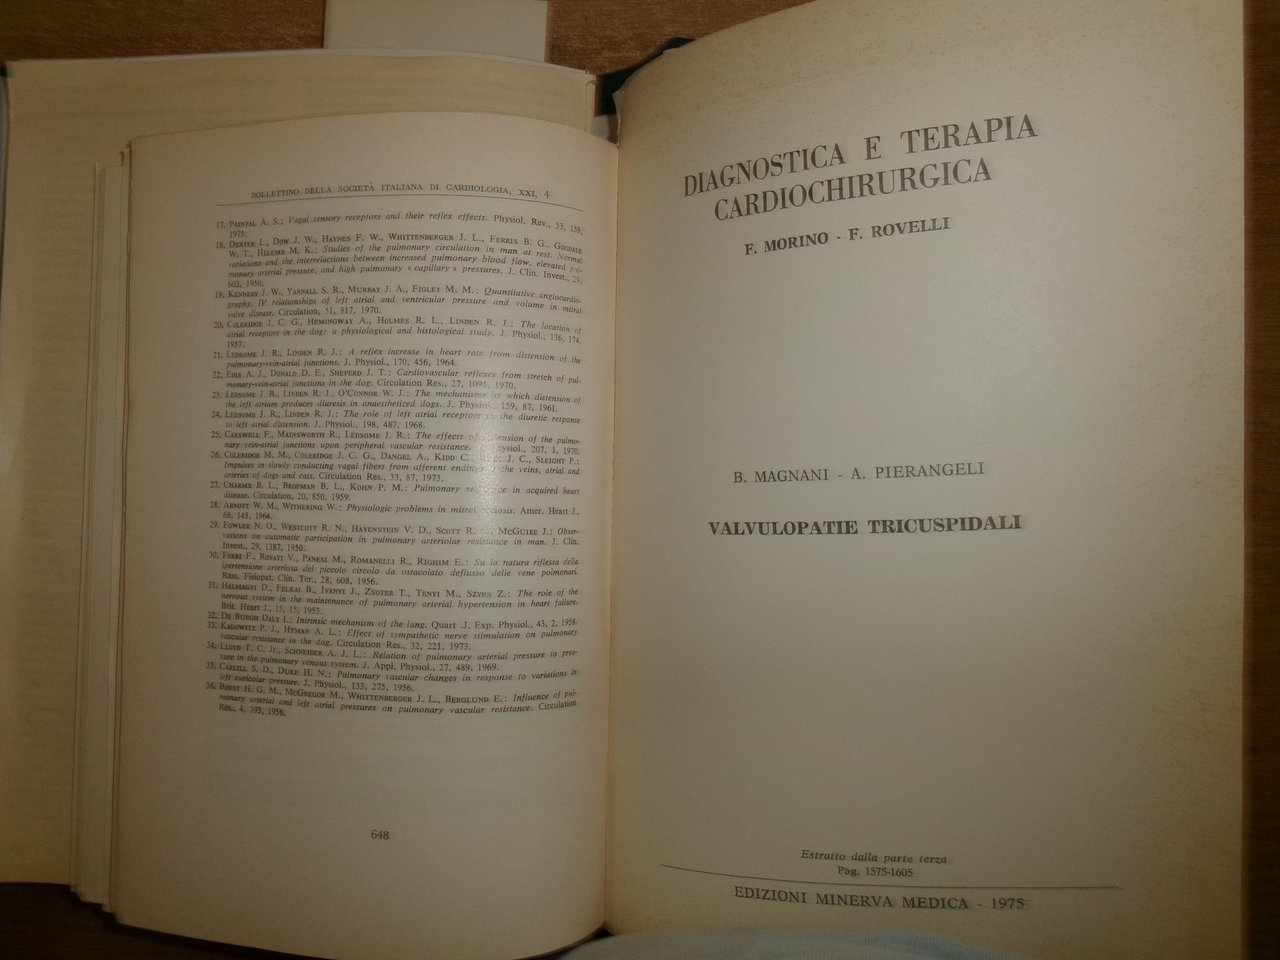 BOLLETTINO DELLA SOCIETÀ ITALIANA DI CARDIOLOGIA, XXI, 4
17. PAINTAL A. S.: Vagal sensory receptors and their reflex effects. Physiol. Rev., 53, 159,
1973.
18. DEXTER L., DOW J. W., HAYNES F. W., WHITTENBERGER J. L., FERRIS B. G., GOODALE
W. T., HELEMS M. K.: Studies of the pulmonary circulation in man at rest. Normal
variations and the interrelactions between increased pulmonary blood flow, elevated pul-
monary arterial pressure, and high pulmonary « capillary » pressures. J. Clin. Invest., 29,
602, 1950.
19. KENNEDY J. W., YARNALL S. R., MURRAY J. A., FIGLEY M. M.: Quantitative angiocardio-
graphy. IV relationships of left atrial and ventricular pressure and volume in mitral
valve disease. Circulation, 51, 817, 1970.
20. COLERIDGE J. C. G., HEMINGWAY A., HOLMES R. L., LINDEN R. J.: The location of
atrial receptors in the dog: a physiological and histological study. J. Physiol., 136, 174,
1957.
21. LEDSOME J. R., LINDEN R. J.: A reflex increase in heart rate from distension of the
pulmonary-vein-atrial junctions. J. Physiol., 170, 456, 1964.
22. EDIS A. J., DONALD D. E., SHEPERD J. T.: Cardiovascular reflexes from stretch of pul-
monary-vein-atrial junctions in the dog. Circulation Res., 27, 1091, 1970.
23. LEDSOME J. R., LINDEN R. J., O'CONNOR W. J.: The mechanisms by which distension of
the left atrium produces diuresis in anaesthetized dogs. J. Physiol., 159, 87, 1961.
24. LEDSOME J. R., LINDEN R. J.: The role of left atrial receptors in the diuretic response
to left atrial distension. J. Physiol., 198, 487, 1968.
25. CARSWELL F., MAINSWORTH R., LEDSOME J. R.: The effects of distension of the pulmo-
nary vein-atrial junctions upon peripheral vascular resistance. J. Physiol., 207, 1, 1970.
26. COLERIDGE M. M., COLERIDGE J. C. G., DANGEL A., KIDD C., J. C., SLEIGHT P.:
Impulses in slowly conducting vagal fibers from afferent endings the veins, atrial and
arteries of dogs and cats. Circulation Res., 33, 87, 1973.
27. CHARMS B. L., BROFMAN B. L., KOHN P. M.: Pulmonary resistance in acquired heart
disease. Circulation, 20, 850, 1959.
28. ARNOTT W. M., WITHERING W.: Physiologic problems in mitral stenosis. Amer. Heart J.,
68, 145, 1964.
29. FOWLER N. O., WESTCOTT R. N., HAVENSTEIN V. D., SCOTT R. C., MCGUIRE J.: Obser-
vations on automatic participation in pulmonary arteriolar resistance in man. J. Clin.
Invest., 29, 1387, 1950.
30. FERRI F., ROVATI V., PANESI M., ROMANELLI R., RIGHIM E.: Su la natura riflessa della
ipertensione arteriosa del piccolo circolo da ostacolato deflusso delle vene polmonari.
Rass. Fisiopat. Clin. Ter., 28, 608, 1956.
31. HALMAGYI D., FELKAI B., IVANYI J., ZSOTER T., TENYI M., SZVES Z.: The role of the
nervous system in the maintenance of pulmonary arterial hypertension in heart failure.
Brit. Heart J., 15, 15, 1953.
32. DE BURGH DALY I.: Intrinsic mechanism of the lung. Quart .J. Exp. Physiol., 43, 2, 1958.
33. KADOWITZ P. J., HYMAN A. L.: Effect of sympathetic nerve stimulation on pulmonary
vascular resistance in the dog. Circulation Res., 32, 221, 1973.
34. LLOYD T. C. Jr., SCHNEIDER A. J. L.: Relation of pulmonary arterial pressure to pres-
sure in the pulmonary venous system. J. Appl. Physiol., 27, 489, 1969.
35. CARLILL S. D., DUKE H. N.: Pulmonary vascular changes in response to variations in
left auricolar pressure. J. Physiol., 133, 275, 1956.
36. BORST H. G. M., MCGREGOR M., WHITTENBERGER J. L., BERGLUND E.: Influence of pul-
monary arterial and left atrial pressures on pulmonary vascular resistance. Circulation
Res., 4, 393, 1956.
648
DIAGNOSTICA E TERAPIA
CARDIOCHIRURGICA
F. MORINO - F. ROVELLI
B. MAGNANI - A. PIERANGELI
VALVULOPATIE TRICUSPIDALI
Estratto dalla parte terza
Pag. 1575-1605
EDIZIONI MINERVA MEDICA - 1975